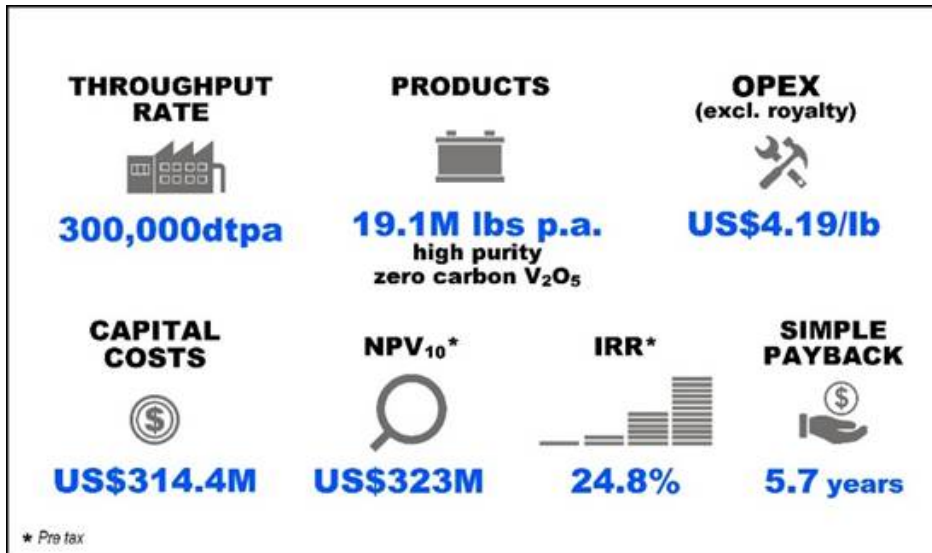 THROUGHPUT
RATE
300,000dtpa
PRODUCTS
19.1M lbs p.a.
high purity
zero carbon V₂O₅
OPEX
(excl. royalty)
US$4.19/lb
CAPITAL
COSTS
$
US$314.4M
NPV₁₀*
US$323M
IRR*
24.8%
SIMPLE
PAYBACK
$
5.7 years
* Pre tax